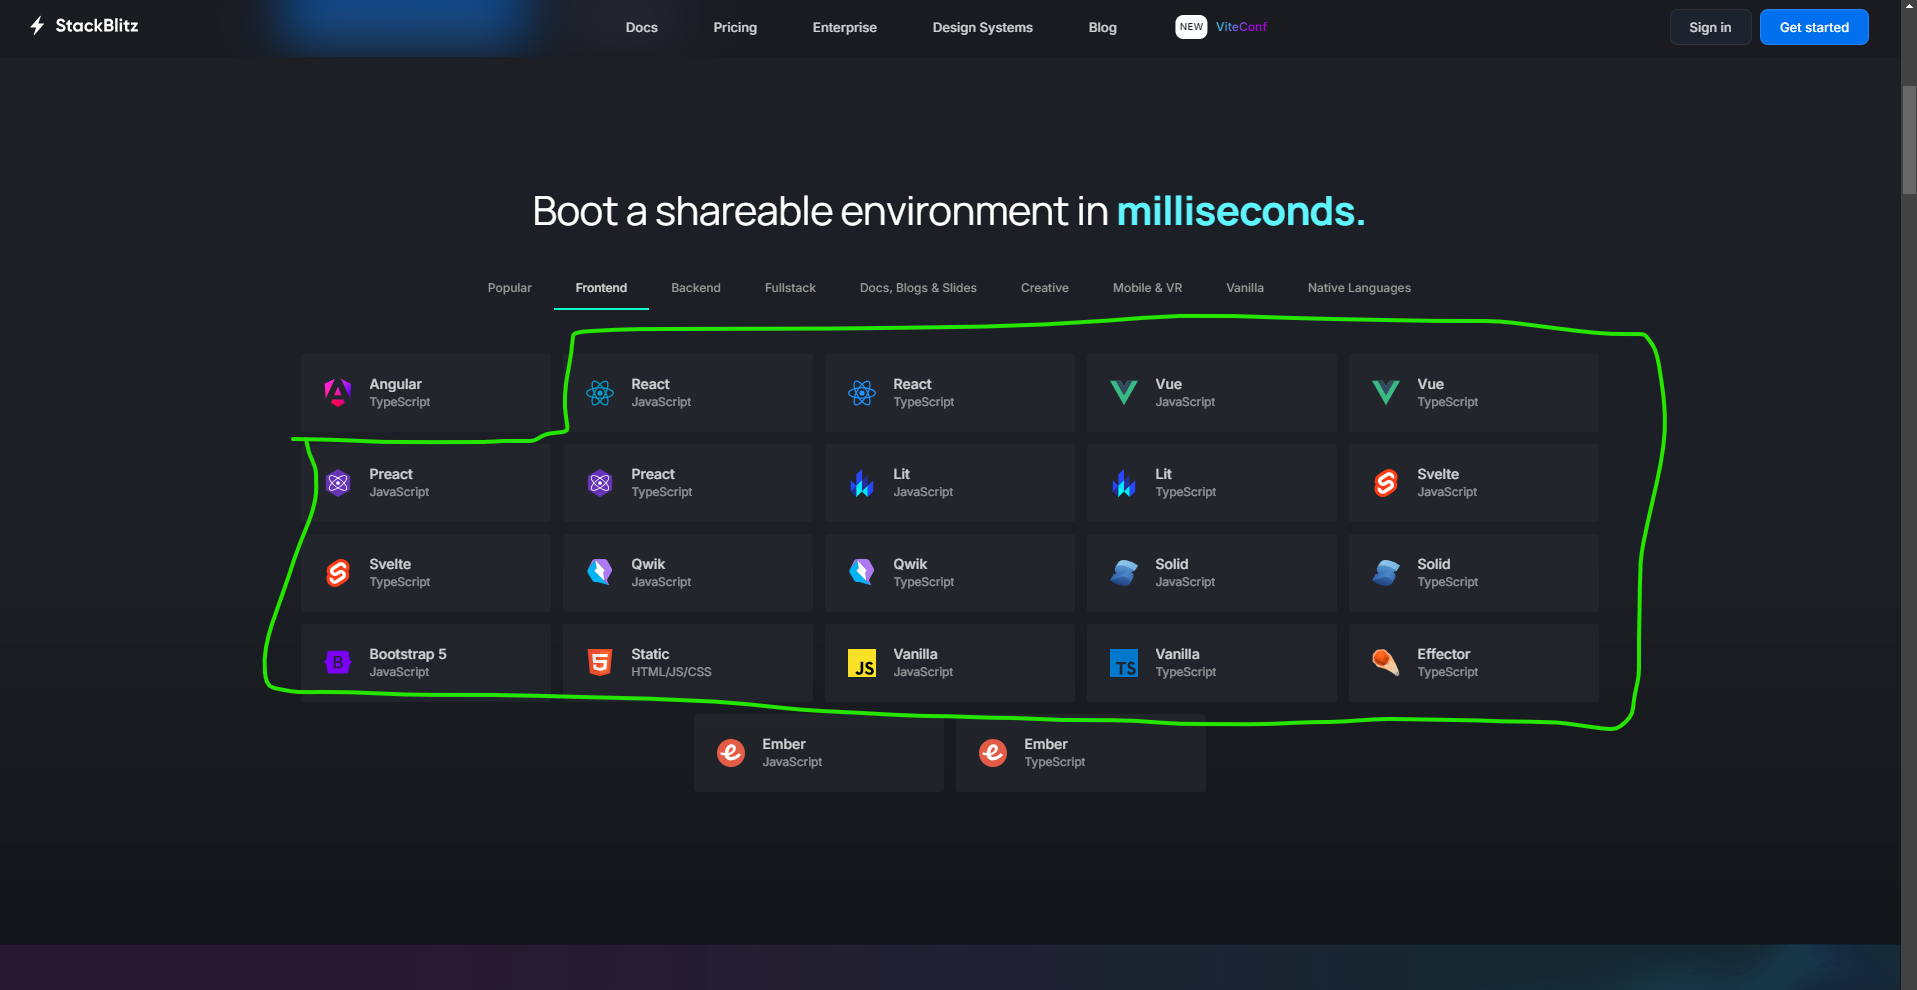 StackBlitz Docs Pricing Enterprise Design Systems Blog NEW ViteConf Sign in Get started
Boot a shareable environment in milliseconds.
Popular Frontend Backend Fullstack Docs, Blogs & Slides Creative Mobile & VR Vanilla Native Languages
Angular React React Vue Vue
TypeScript JavaScript TypeScript JavaScript TypeScript
Preact Preact Lit Lit Svelte
JavaScript TypeScript JavaScript TypeScript JavaScript
Svelte Qwik Qwik Solid Solid
TypeScript JavaScript TypeScript JavaScript TypeScript
Bootstrap 5 Static Vanilla Vanilla Effector
JavaScript HTML/JS/CSS JavaScript TypeScript TypeScript
B 5 JS TS
Ember Ember
JavaScript TypeScript